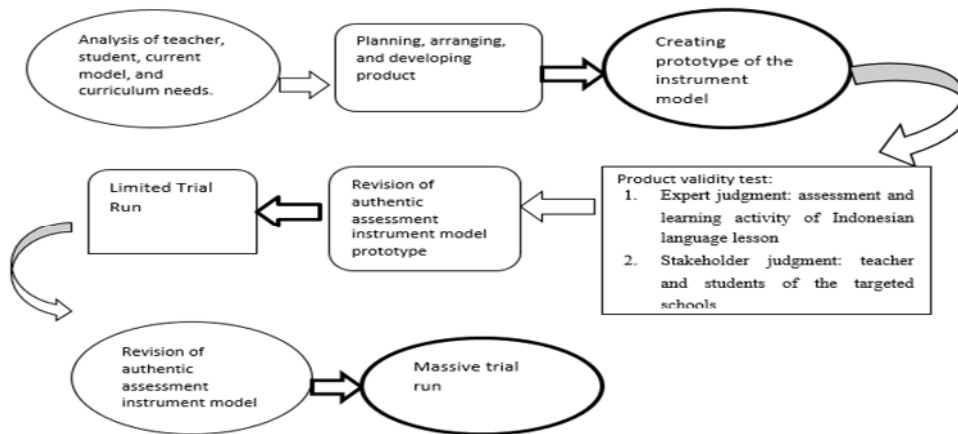 Analysis of teacher,
student, current
model, and
curriculum needs.
Planning, arranging,
and developing
product
Creating
prototype of the
instrument
model
Product validity test:
1. Expert judgment: assessment and
learning activity of Indonesian
language lesson
2. Stakeholder judgment: teacher
and students of the targeted
schools
Revision of
authentic
assessment
instrument model
prototype
Limited Trial
Run
Revision of
authentic
assessment
instrument model
Massive trial
run